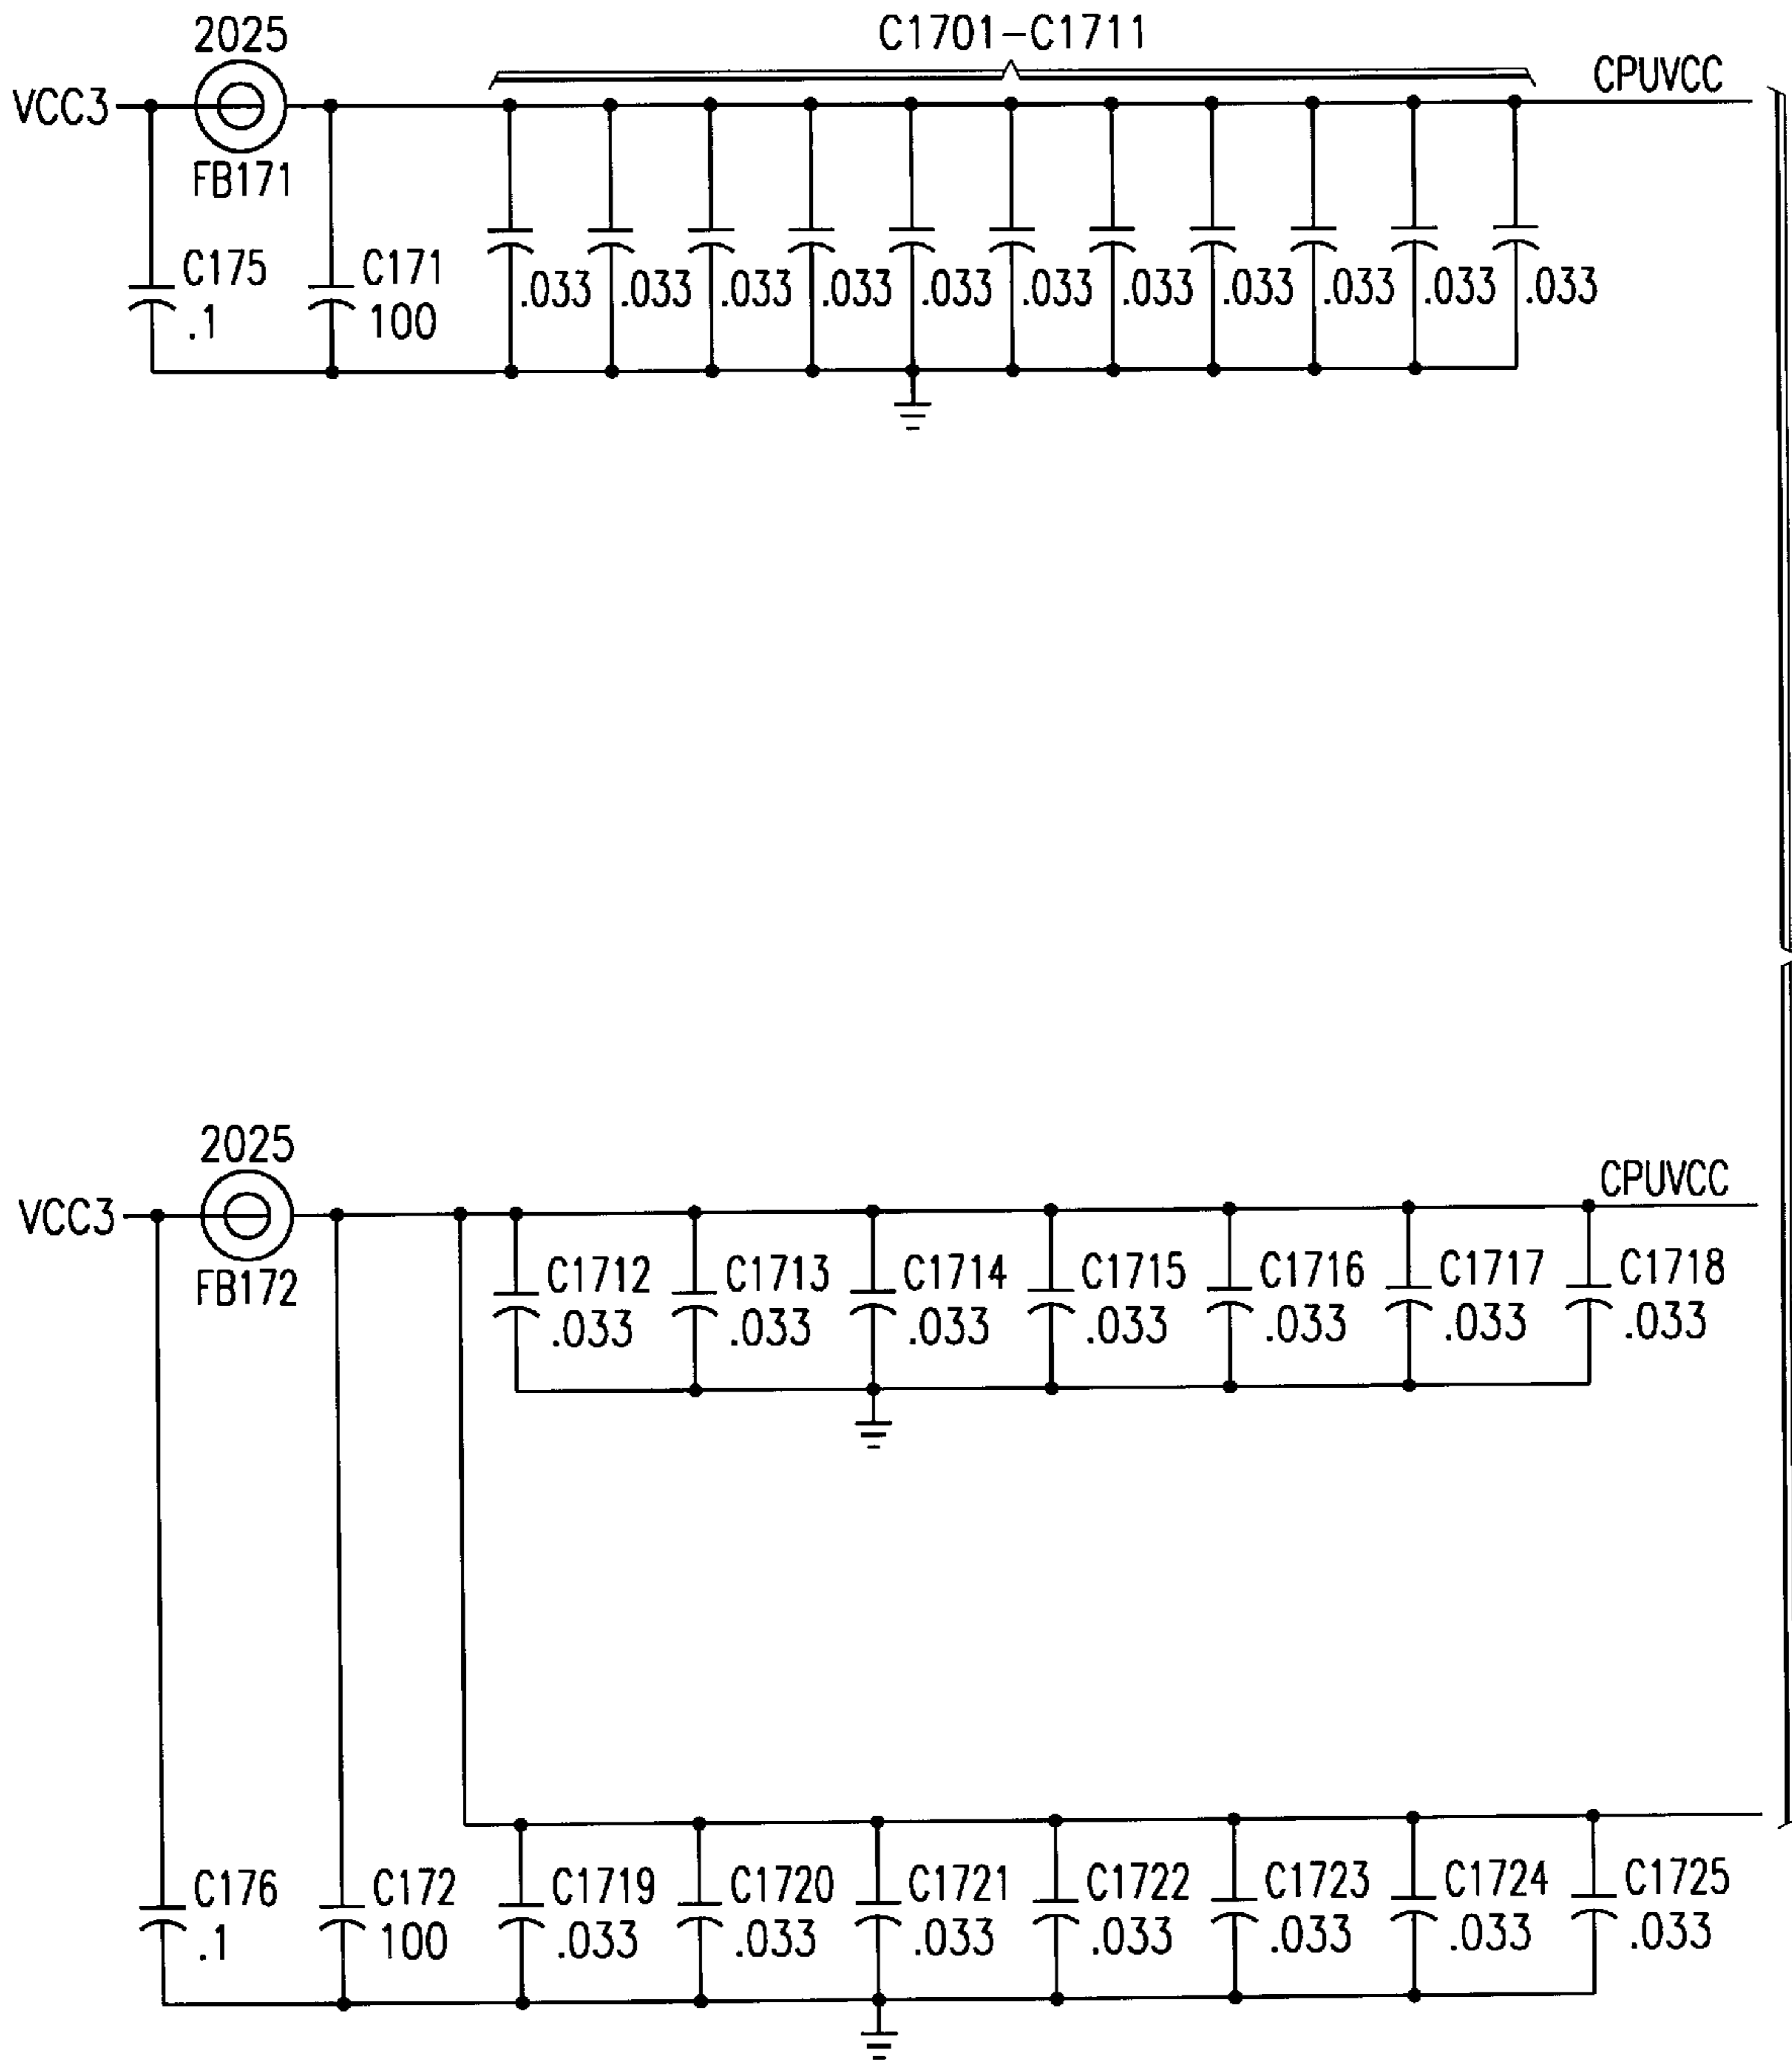 2025
C1701-C1711
CPUVCC
VCC3
FB171
C175
.1
C171
100
.033
.033
.033
.033
.033
.033
.033
.033
.033
.033
.033
2025
CPUVCC
VCC3
FB172
C1712
.033
C1713
.033
C1714
.033
C1715
.033
C1716
.033
C1717
.033
C1718
.033
C176
.1
C172
100
C1719
.033
C1720
.033
C1721
.033
C1722
.033
C1723
.033
C1724
.033
C1725
.033